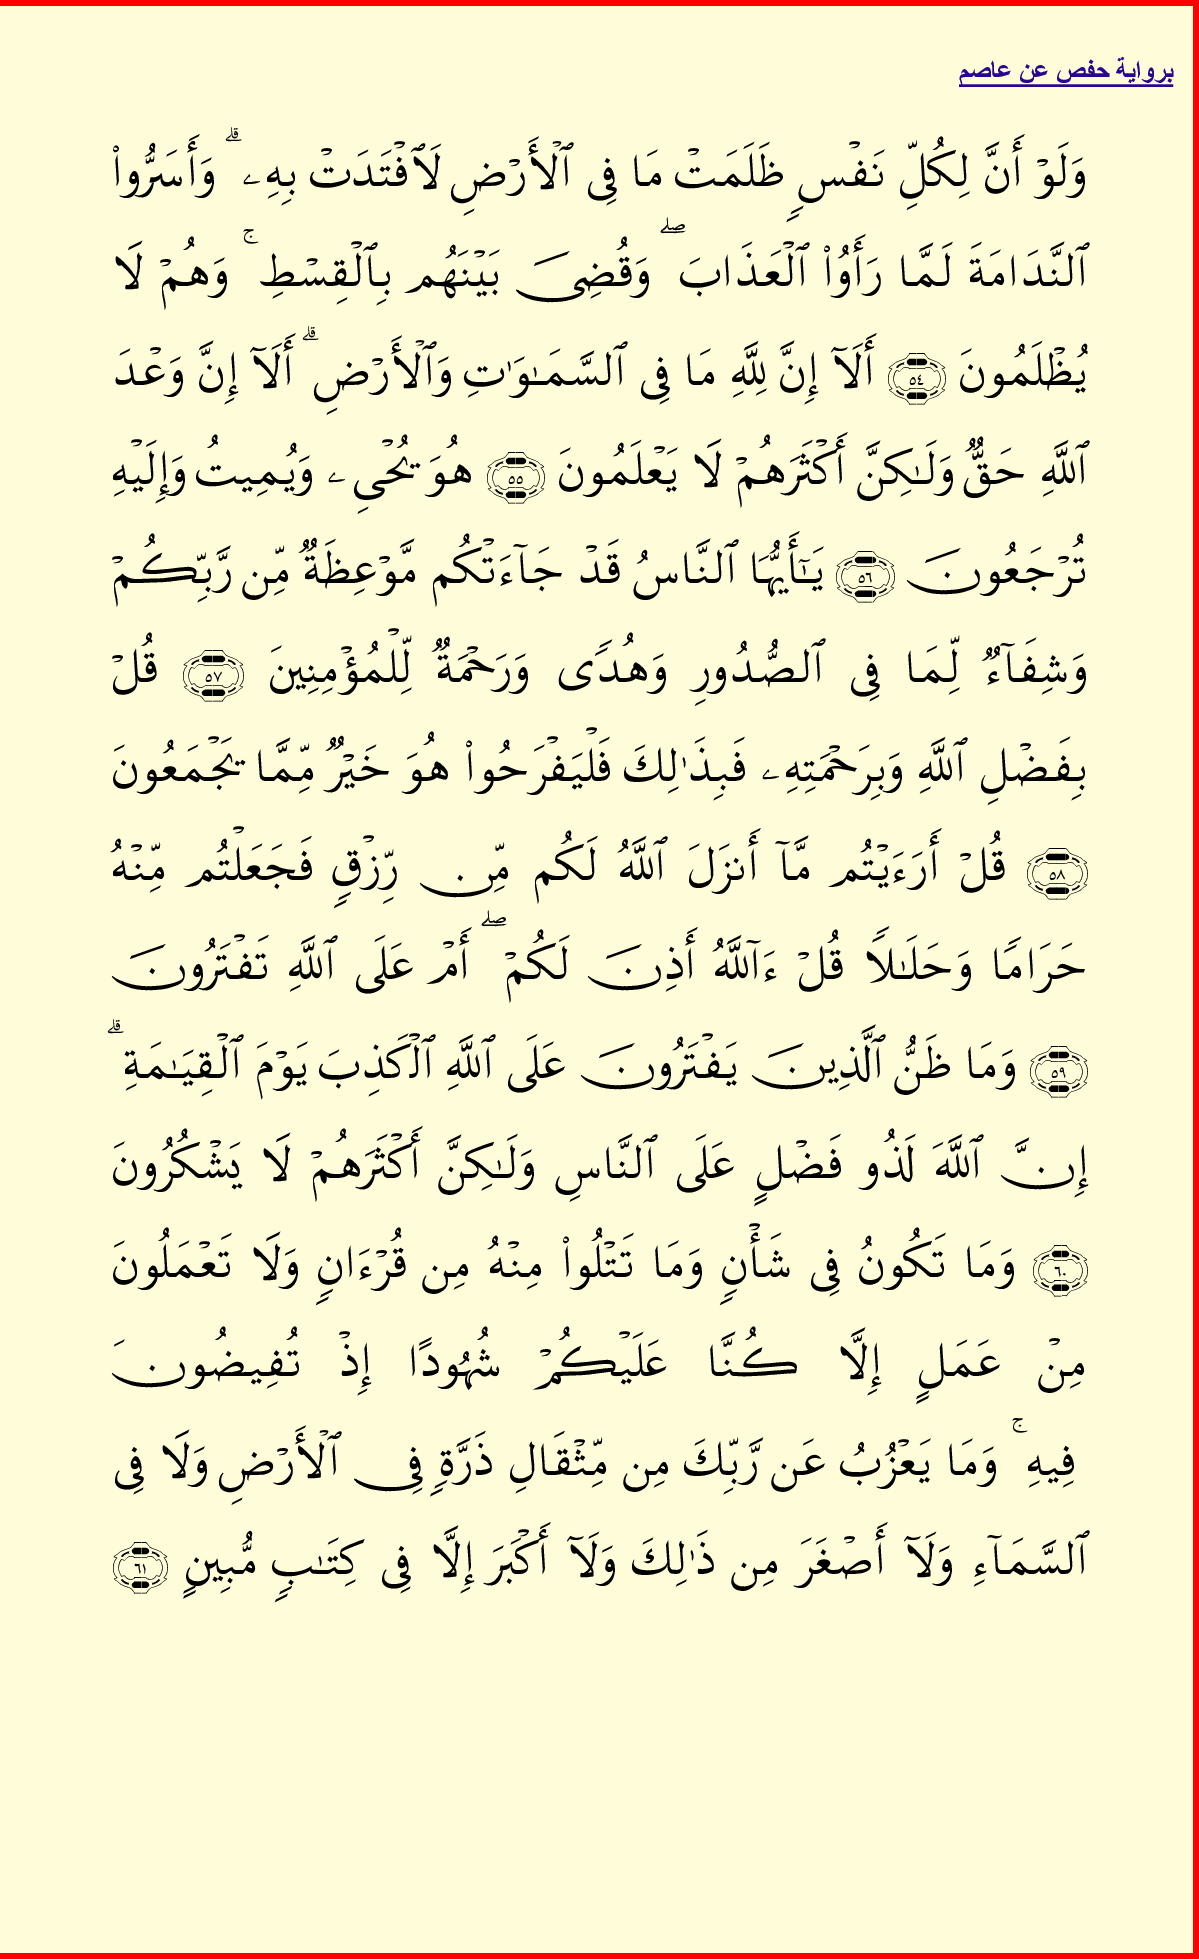 برواية حفص عن عاصم
وَلَوۡ أَنَّ لِكُلِّ نَفۡسٖ ظَلَمَتۡ مَا فِي ٱلۡأَرۡضِ لَٱفۡتَدَتۡ بِهِۦۗ وَأَسَرُّواْ
ٱلنَّدَامَةَ لَمَّا رَأَوُاْ ٱلۡعَذَابَۖ وَقُضِيَ بَيۡنَهُم بِٱلۡقِسۡطِۚ وَهُمۡ لَا
يُظۡلَمُونَ ٥٤ أَلَآ إِنَّ لِلَّهِ مَا فِي ٱلسَّمَٰوَٰتِ وَٱلۡأَرۡضِۗ أَلَآ إِنَّ وَعۡدَ
ٱللَّهِ حَقّٞ وَلَٰكِنَّ أَكۡثَرَهُمۡ لَا يَعۡلَمُونَ ٥٥ هُوَ يُحۡيِۦ وَيُمِيتُ وَإِلَيۡهِ
تُرۡجَعُونَ ٥٦ يَٰٓأَيُّهَا ٱلنَّاسُ قَدۡ جَآءَتۡكُم مَّوۡعِظَةٞ مِّن رَّبِّكُمۡ
وَشِفَآءٞ لِّمَا فِي ٱلصُّدُورِ وَهُدٗى وَرَحۡمَةٞ لِّلۡمُؤۡمِنِينَ ٥٧ قُلۡ
بِفَضۡلِ ٱللَّهِ وَبِرَحۡمَتِهِۦ فَبِذَٰلِكَ فَلۡيَفۡرَحُواْ هُوَ خَيۡرٞ مِّمَّا يَجۡمَعُونَ
٥٨ قُلۡ أَرَءَيۡتُم مَّآ أَنزَلَ ٱللَّهُ لَكُم مِّن رِّزۡقٖ فَجَعَلۡتُم مِّنۡهُ
حَرَامٗا وَحَلَٰلٗا قُلۡ ءَآللَّهُ أَذِنَ لَكُمۡۖ أَمۡ عَلَى ٱللَّهِ تَفۡتَرُونَ
٥٩ وَمَا ظَنُّ ٱلَّذِينَ يَفۡتَرُونَ عَلَى ٱللَّهِ ٱلۡكَذِبَ يَوۡمَ ٱلۡقِيَٰمَةِۗ
إِنَّ ٱللَّهَ لَذُو فَضۡلٍ عَلَى ٱلنَّاسِ وَلَٰكِنَّ أَكۡثَرَهُمۡ لَا يَشۡكُرُونَ
٦٠ وَمَا تَكُونُ فِي شَأۡنٖ وَمَا تَتۡلُواْ مِنۡهُ مِن قُرۡءَانٖ وَلَا تَعۡمَلُونَ
مِنۡ عَمَلٍ إِلَّا كُنَّا عَلَيۡكُمۡ شُهُودًا إِذۡ تُفِيضُونَ
فِيهِۚ وَمَا يَعۡزُبُ عَن رَّبِّكَ مِن مِّثۡقَالِ ذَرَّةٖ فِي ٱلۡأَرۡضِ وَلَا فِي
ٱلسَّمَآءِ وَلَآ أَصۡغَرَ مِن ذَٰلِكَ وَلَآ أَكۡبَرَ إِلَّا فِي كِتَٰبٖ مُّبِينٍ ٦١